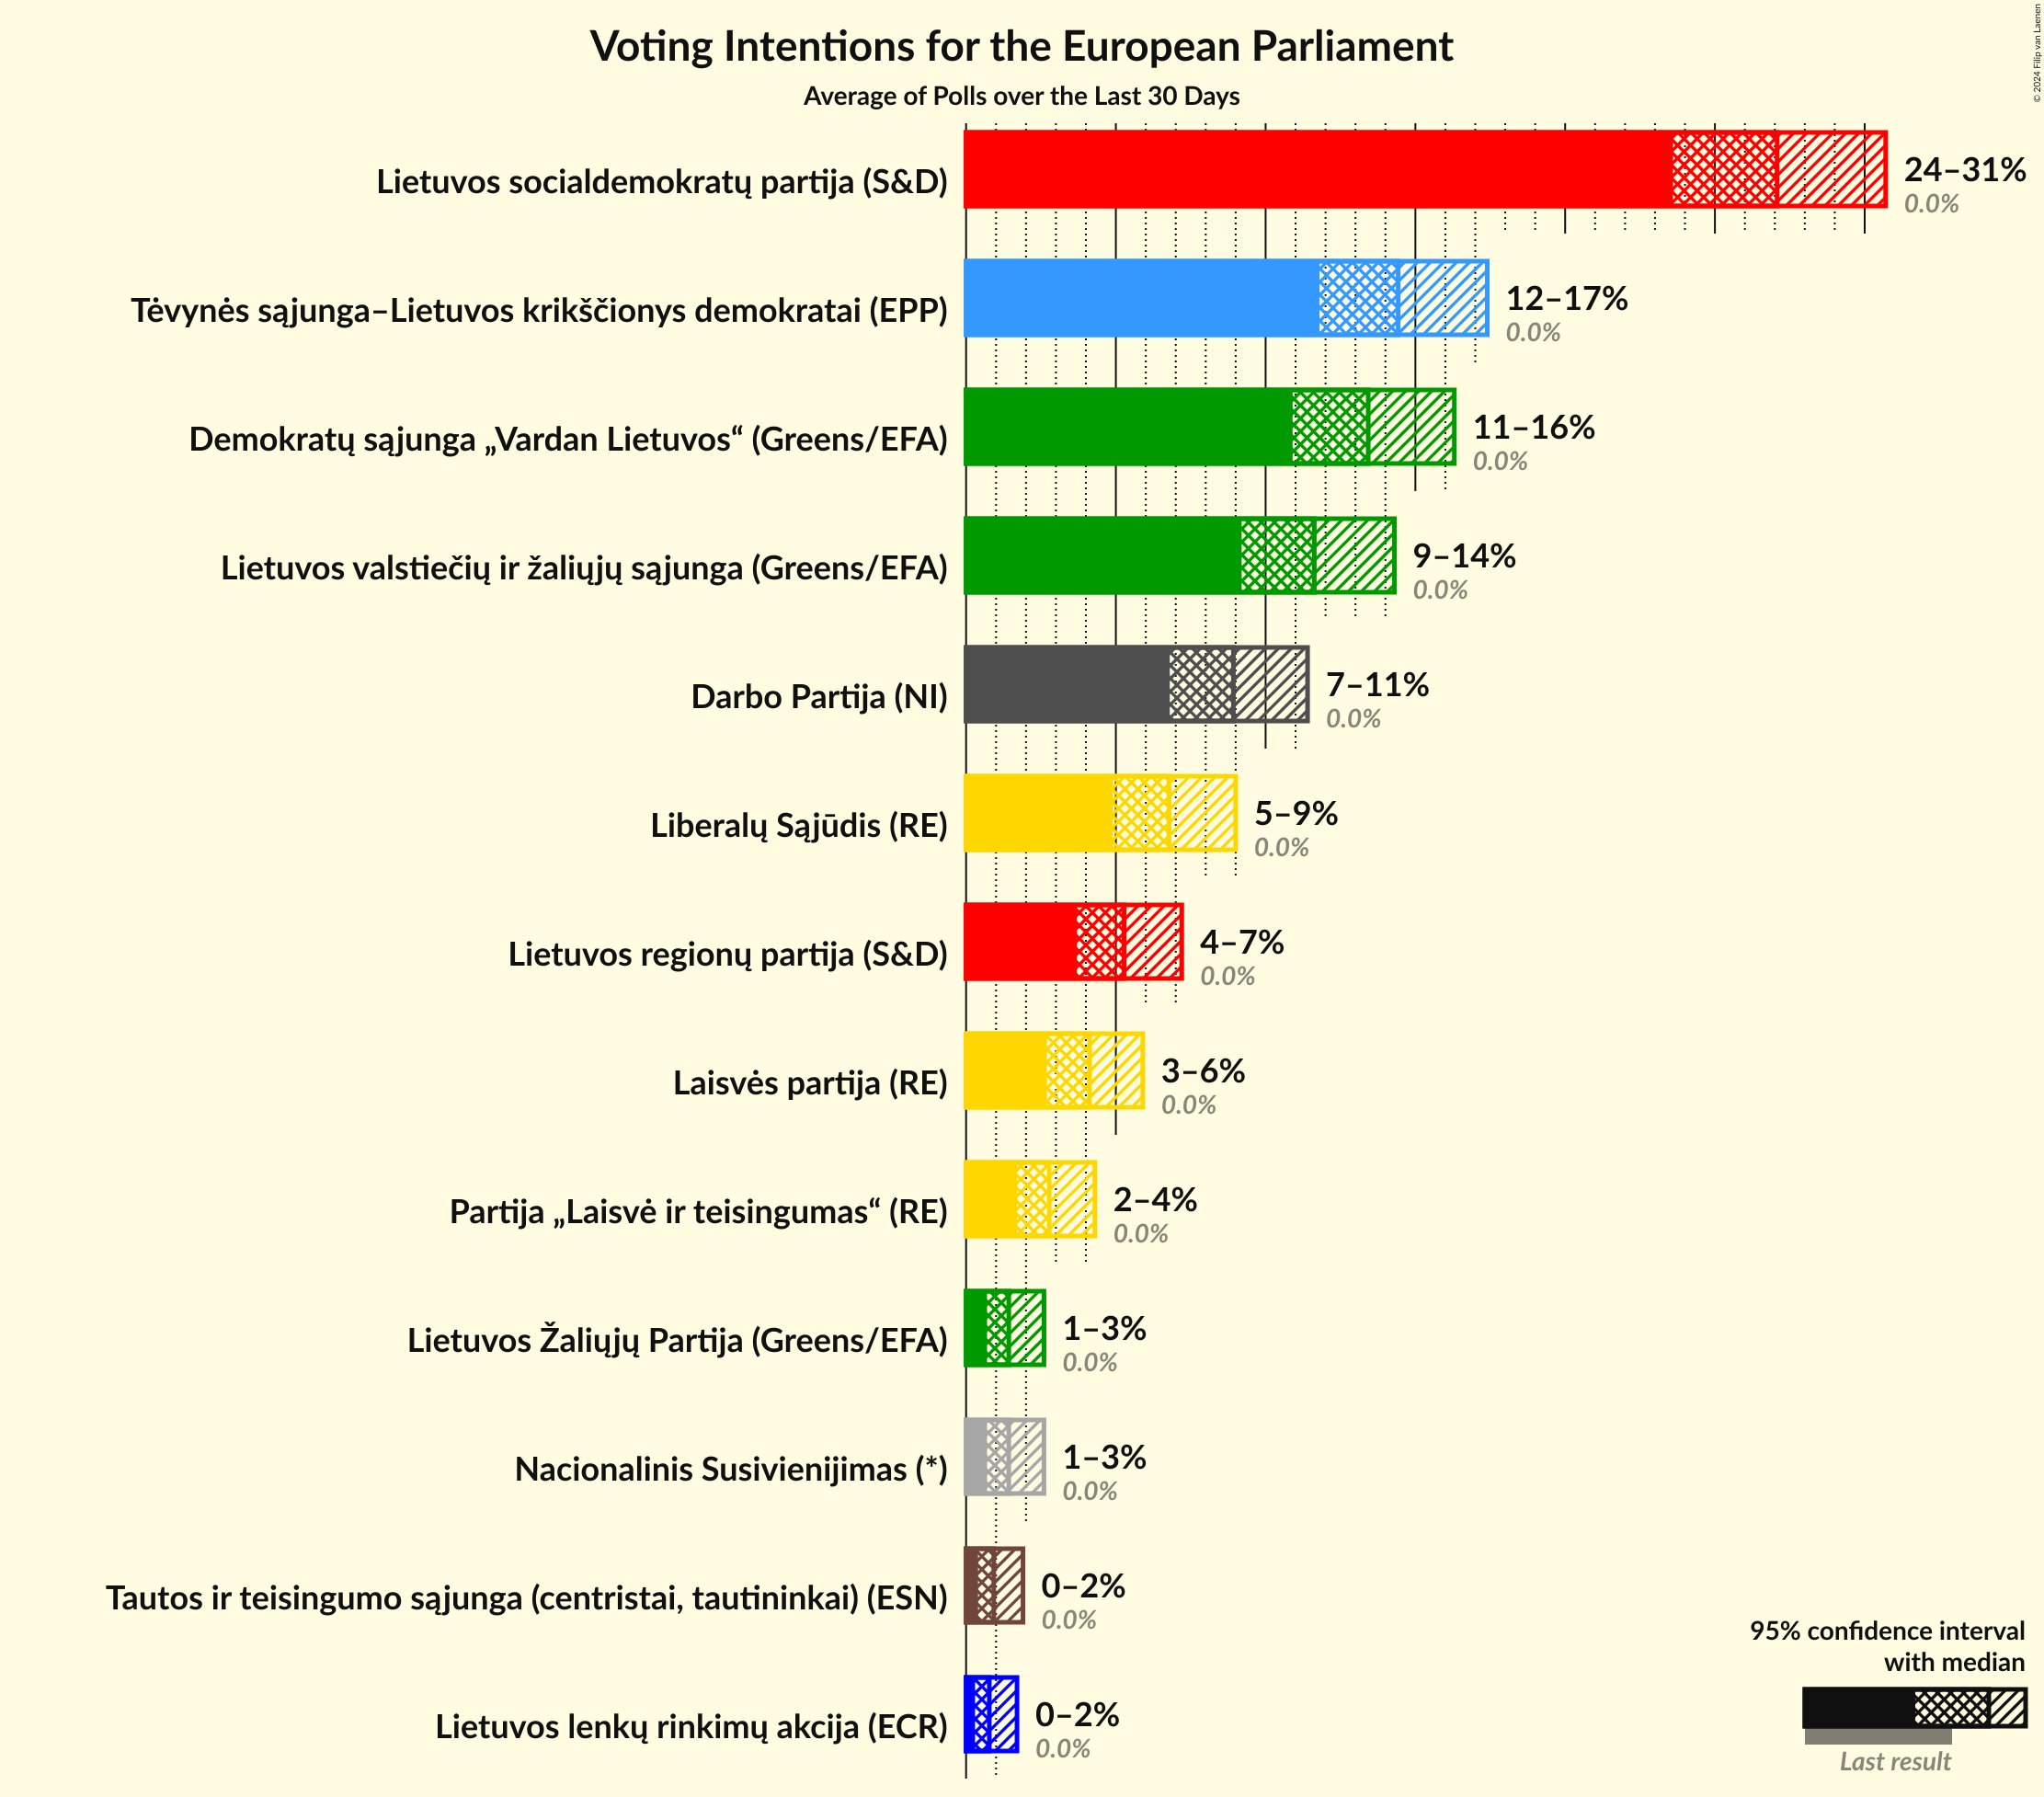 Voting Intentions for the European Parliament
Average of Polls over the Last 30 Days
© 2024 Filip van Laenen
Lietuvos socialdemokratų partija (S&D)
24–31%
0.0%
Tėvynės sąjunga–Lietuvos krikščionys demokratai (EPP)
12–17%
0.0%
Demokratų sąjunga „Vardan Lietuvos“ (Greens/EFA)
11–16%
0.0%
Lietuvos valstiečių ir žaliųjų sąjunga (Greens/EFA)
9–14%
0.0%
Darbo Partija (NI)
7–11%
0.0%
Liberalų Sąjūdis (RE)
5–9%
0.0%
Lietuvos regionų partija (S&D)
4–7%
0.0%
Laisvės partija (RE)
3–6%
0.0%
Partija „Laisvė ir teisingumas“ (RE)
2–4%
0.0%
Lietuvos Žaliųjų Partija (Greens/EFA)
1–3%
0.0%
Nacionalinis Susivienijimas (*)
1–3%
0.0%
Tautos ir teisingumo sąjunga (centristai, tautininkai) (ESN)
0–2%
0.0%
Lietuvos lenkų rinkimų akcija (ECR)
0–2%
0.0%
95% confidence interval
with median
Last result